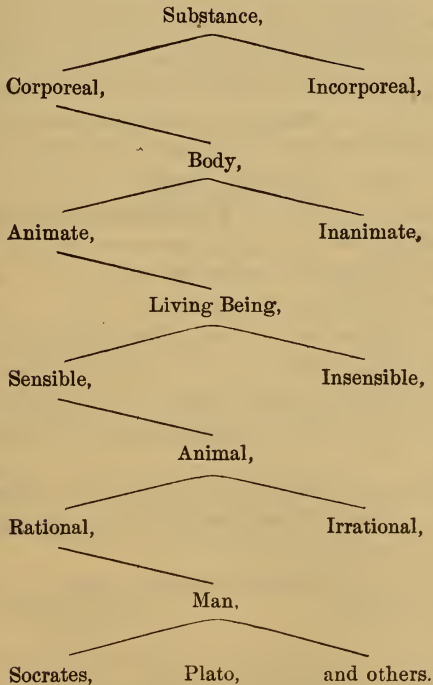 Substance,
Corporeal, Incorporeal,
Body,
Animate, Inanimate,
Living Being,
Sensible, Insensible,
Animal,
Rational, Irrational,
Man,
Socrates, Plato, and others.